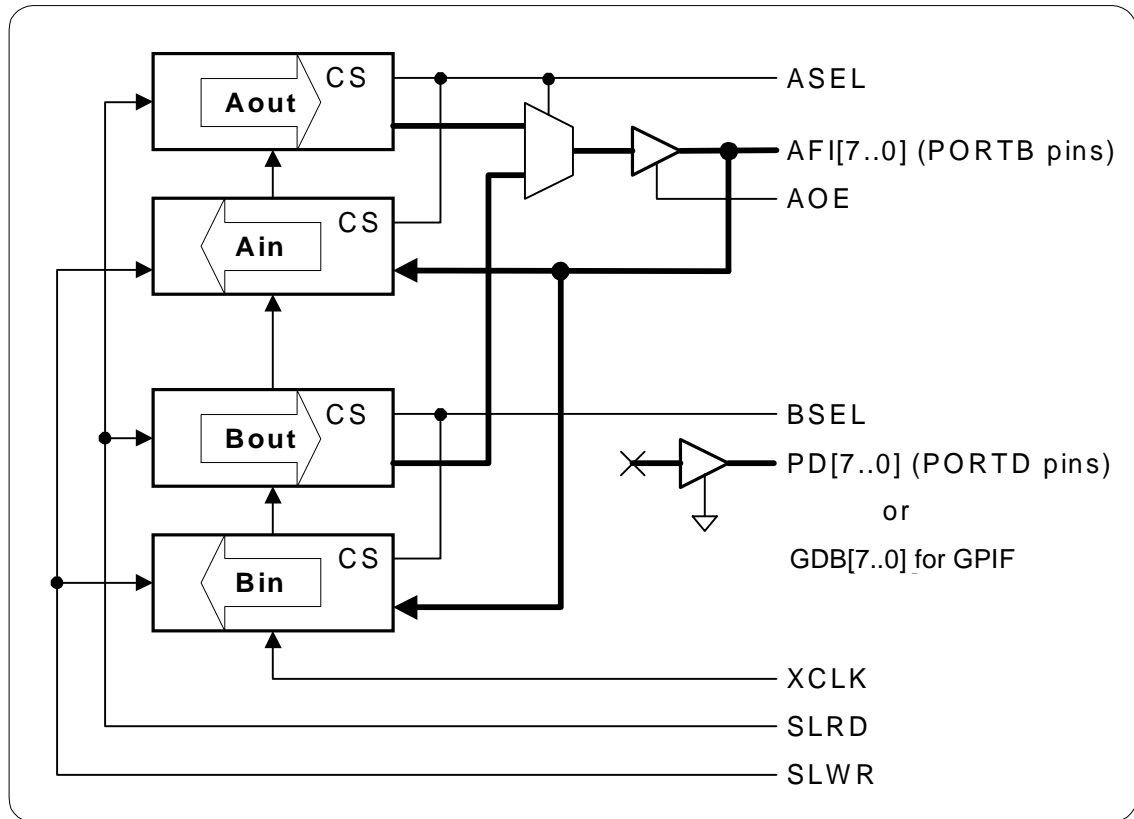 CS
ASEL
Aout
AFI[7..0] (PORTB pins)
AOE
CS
Ain
CS
BSEL
Bout
PD[7..0] (PORTD pins)
or
CS
GDB[7..0] for GPIF
Bin
XCLK
SLRD
SLWR